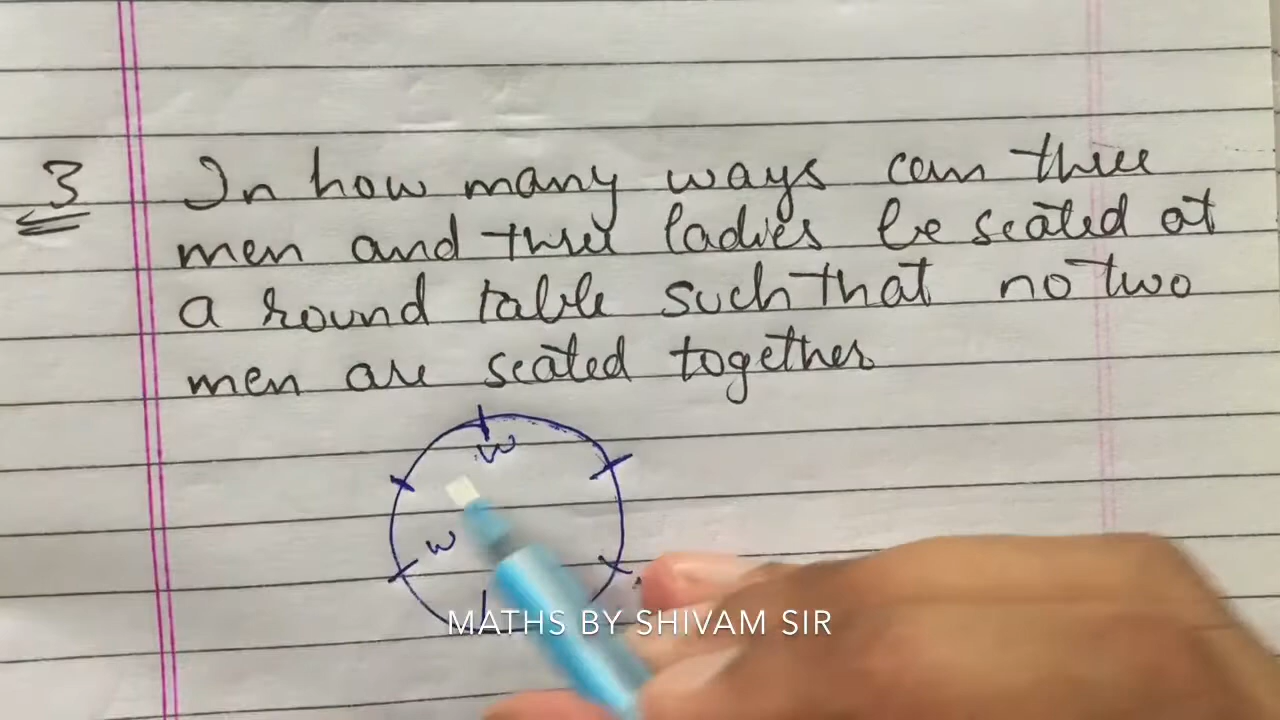 3 In how many ways can three
men and three ladies be seated at
a round table such that no two
men are seated together
W
W
MATHS BY SHIVAM SIR